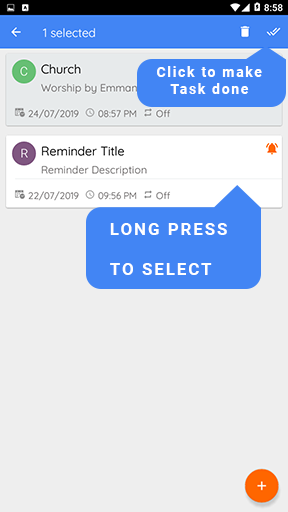 A 8:58
1 selected
Click to make
Task done
C Church
Worship by Emman
24/07/2019 08:57 PM Off
R Reminder Title
Reminder Description
22/07/2019 09:56 PM Off
LONG PRESS
TO SELECT